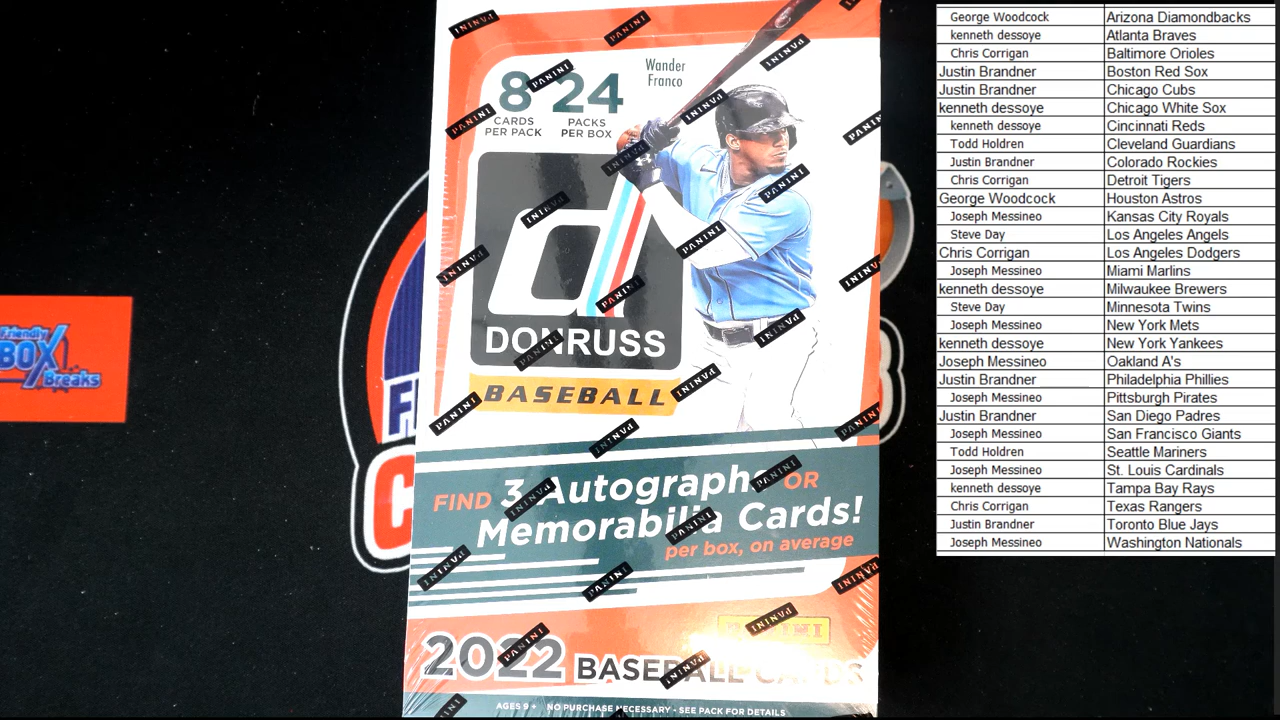 Wander
Franco
8 24
CARDS PER PACK
PACKS PER BOX
DONRUSS
BASEBALL
FIND 3 Autographs OR
Memorabilia Cards!
per box, on average
PANINI
2022 BASEBALL CARDS
AGES 9+ NO PURCHASE NECESSARY - SEE PACK FOR DETAILS
Friendly
BOX
Breaks
George Woodcock Arizona Diamondbacks
kenneth dessoye Atlanta Braves
Chris Corrigan Baltimore Orioles
Justin Brandner Boston Red Sox
Justin Brandner Chicago Cubs
kenneth dessoye Chicago White Sox
kenneth dessoye Cincinnati Reds
Todd Holdren Cleveland Guardians
Justin Brandner Colorado Rockies
Chris Corrigan Detroit Tigers
George Woodcock Houston Astros
Joseph Messineo Kansas City Royals
Steve Day Los Angeles Angels
Chris Corrigan Los Angeles Dodgers
Joseph Messineo Miami Marlins
kenneth dessoye Milwaukee Brewers
Steve Day Minnesota Twins
Joseph Messineo New York Mets
kenneth dessoye New York Yankees
Joseph Messineo Oakland A's
Justin Brandner Philadelphia Phillies
Joseph Messineo Pittsburgh Pirates
Justin Brandner San Diego Padres
Joseph Messineo San Francisco Giants
Todd Holdren Seattle Mariners
Joseph Messineo St. Louis Cardinals
kenneth dessoye Tampa Bay Rays
Chris Corrigan Texas Rangers
Justin Brandner Toronto Blue Jays
Joseph Messineo Washington Nationals